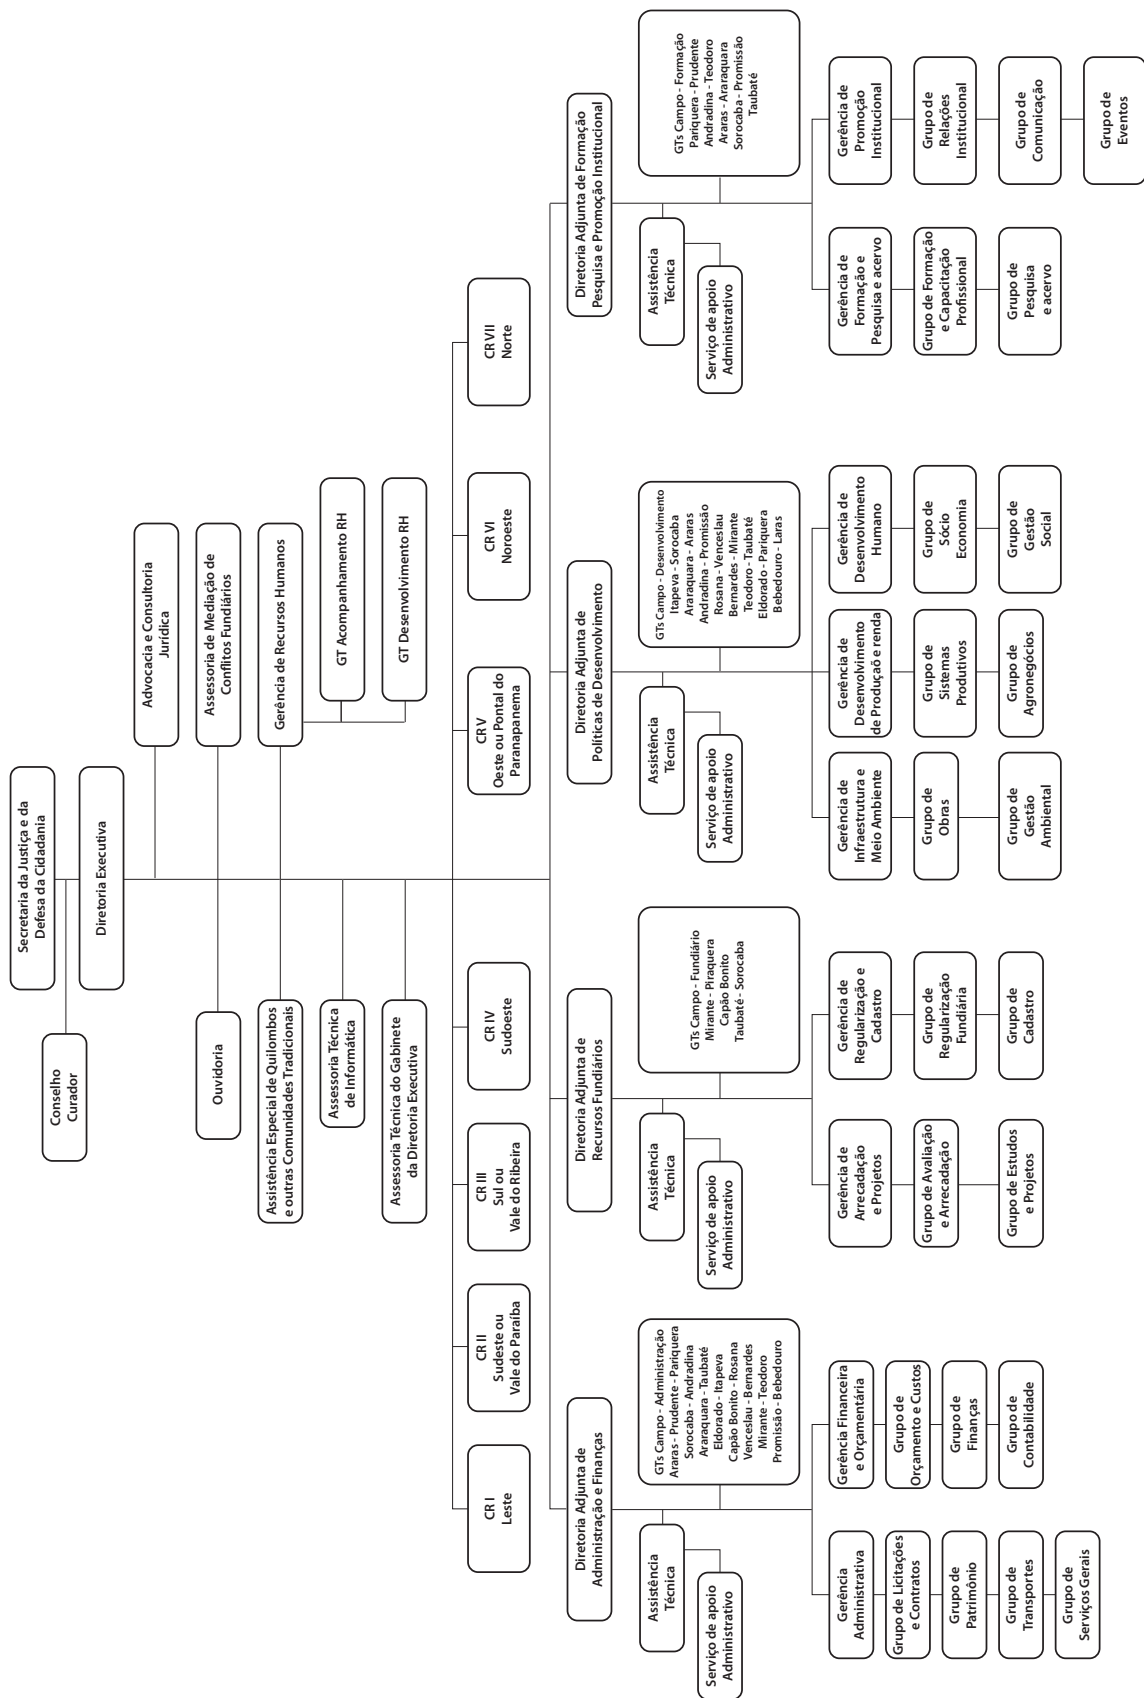 Secretaria da Justiça e da
Defesa da Cidadania
Conselho
Curador
Diretoria Executiva
Advocacia e Consultoria
Jurídica
Ouvidoria
Assessoria de Mediação de
Conflitos Fundiários
Assistência Especial de Quilombos
e outras Comunidades Tradicionais
Gerência de Recursos Humanos
Assessoria Técnica
de Informática
GT Acompanhamento RH
Assessoria Técnica do Gabinete
da Diretoria Executiva
GT Desenvolvimento RH
CR I
Leste
CR II
Sudeste ou
Vale do Paraíba
CR III
Sul ou
Vale do Ribeira
CR IV
Sudoeste
CR V
Oeste ou Pontal do
Paranapanema
CR VI
Noroeste
CR VII
Norte
Diretoria Adjunta de
Administração e Finanças
GTs Campo - Administração
Araras - Prudente - Pariquera
Sorocaba - Andradina
Araraquara - Taubaté
Eldorado - Itapeva
Capão Bonito - Rosana
Venceslau - Bernardes
Mirante - Teodoro
Promissão - Bebedouro
Assistência
Técnica
Serviço de apoio
Administrativo
Gerência
Administrativa
Grupo de Licitações
e Contratos
Grupo de
Patrimônio
Grupo de
Transportes
Grupo de
Serviços Gerais
Gerência Financeira
e Orçamentária
Grupo de
Orçamento e Custos
Grupo de
Finanças
Grupo de
Contabilidade
Diretoria Adjunta de
Recursos Fundiários
GTs Campo - Fundiário
Mirante - Piraquera
Capão Bonito
Taubaté - Sorocaba
Assistência
Técnica
Serviço de apoio
Administrativo
Gerência de
Arrecadação
e Projetos
Grupo de Avaliação
e Arrecadação
Grupo de Estudos
e Projetos
Gerência de
Regularização e
Cadastro
Grupo de
Regularização
Fundiária
Grupo de
Cadastro
Diretoria Adjunta de
Políticas de Desenvolvimento
GTs Campo - Desenvolvimento
Itapeva - Sorocaba
Araraquara - Araras
Andradina - Promissão
Rosana - Venceslau
Bernardes - Mirante
Teodoro - Taubaté
Eldorado - Pariquera
Bebedouro - Laras
Assistência
Técnica
Serviço de apoio
Administrativo
Gerência de
Infraestrutura e
Meio Ambiente
Grupo de
Obras
Grupo de
Gestão
Ambiental
Gerência de
Desenvolvimento
de Produçaõ e renda
Grupo de
Sistemas
Produtivos
Grupo de
Agronegócios
Gerência de
Desenvolvimento
Humano
Grupo de
Sócio
Economia
Grupo de
Gestão
Social
Diretoria Adjunta de Formação
Pesquisa e Promoção Institucional
GTs Campo - Formação
Pariquera - Prudente
Andradina - Teodoro
Araras - Araraquara
Sorocaba - Promissão
Taubaté
Assistência
Técnica
Serviço de apoio
Administrativo
Gerência de
Formação e
Pesquisa e acervo
Grupo de Formação
e Capacitação
Profissional
Grupo de
Pesquisa
e acervo
Gerência de
Promoção
Institucional
Grupo de
Relações
Institucional
Grupo de
Comunicação
Grupo de
Eventos